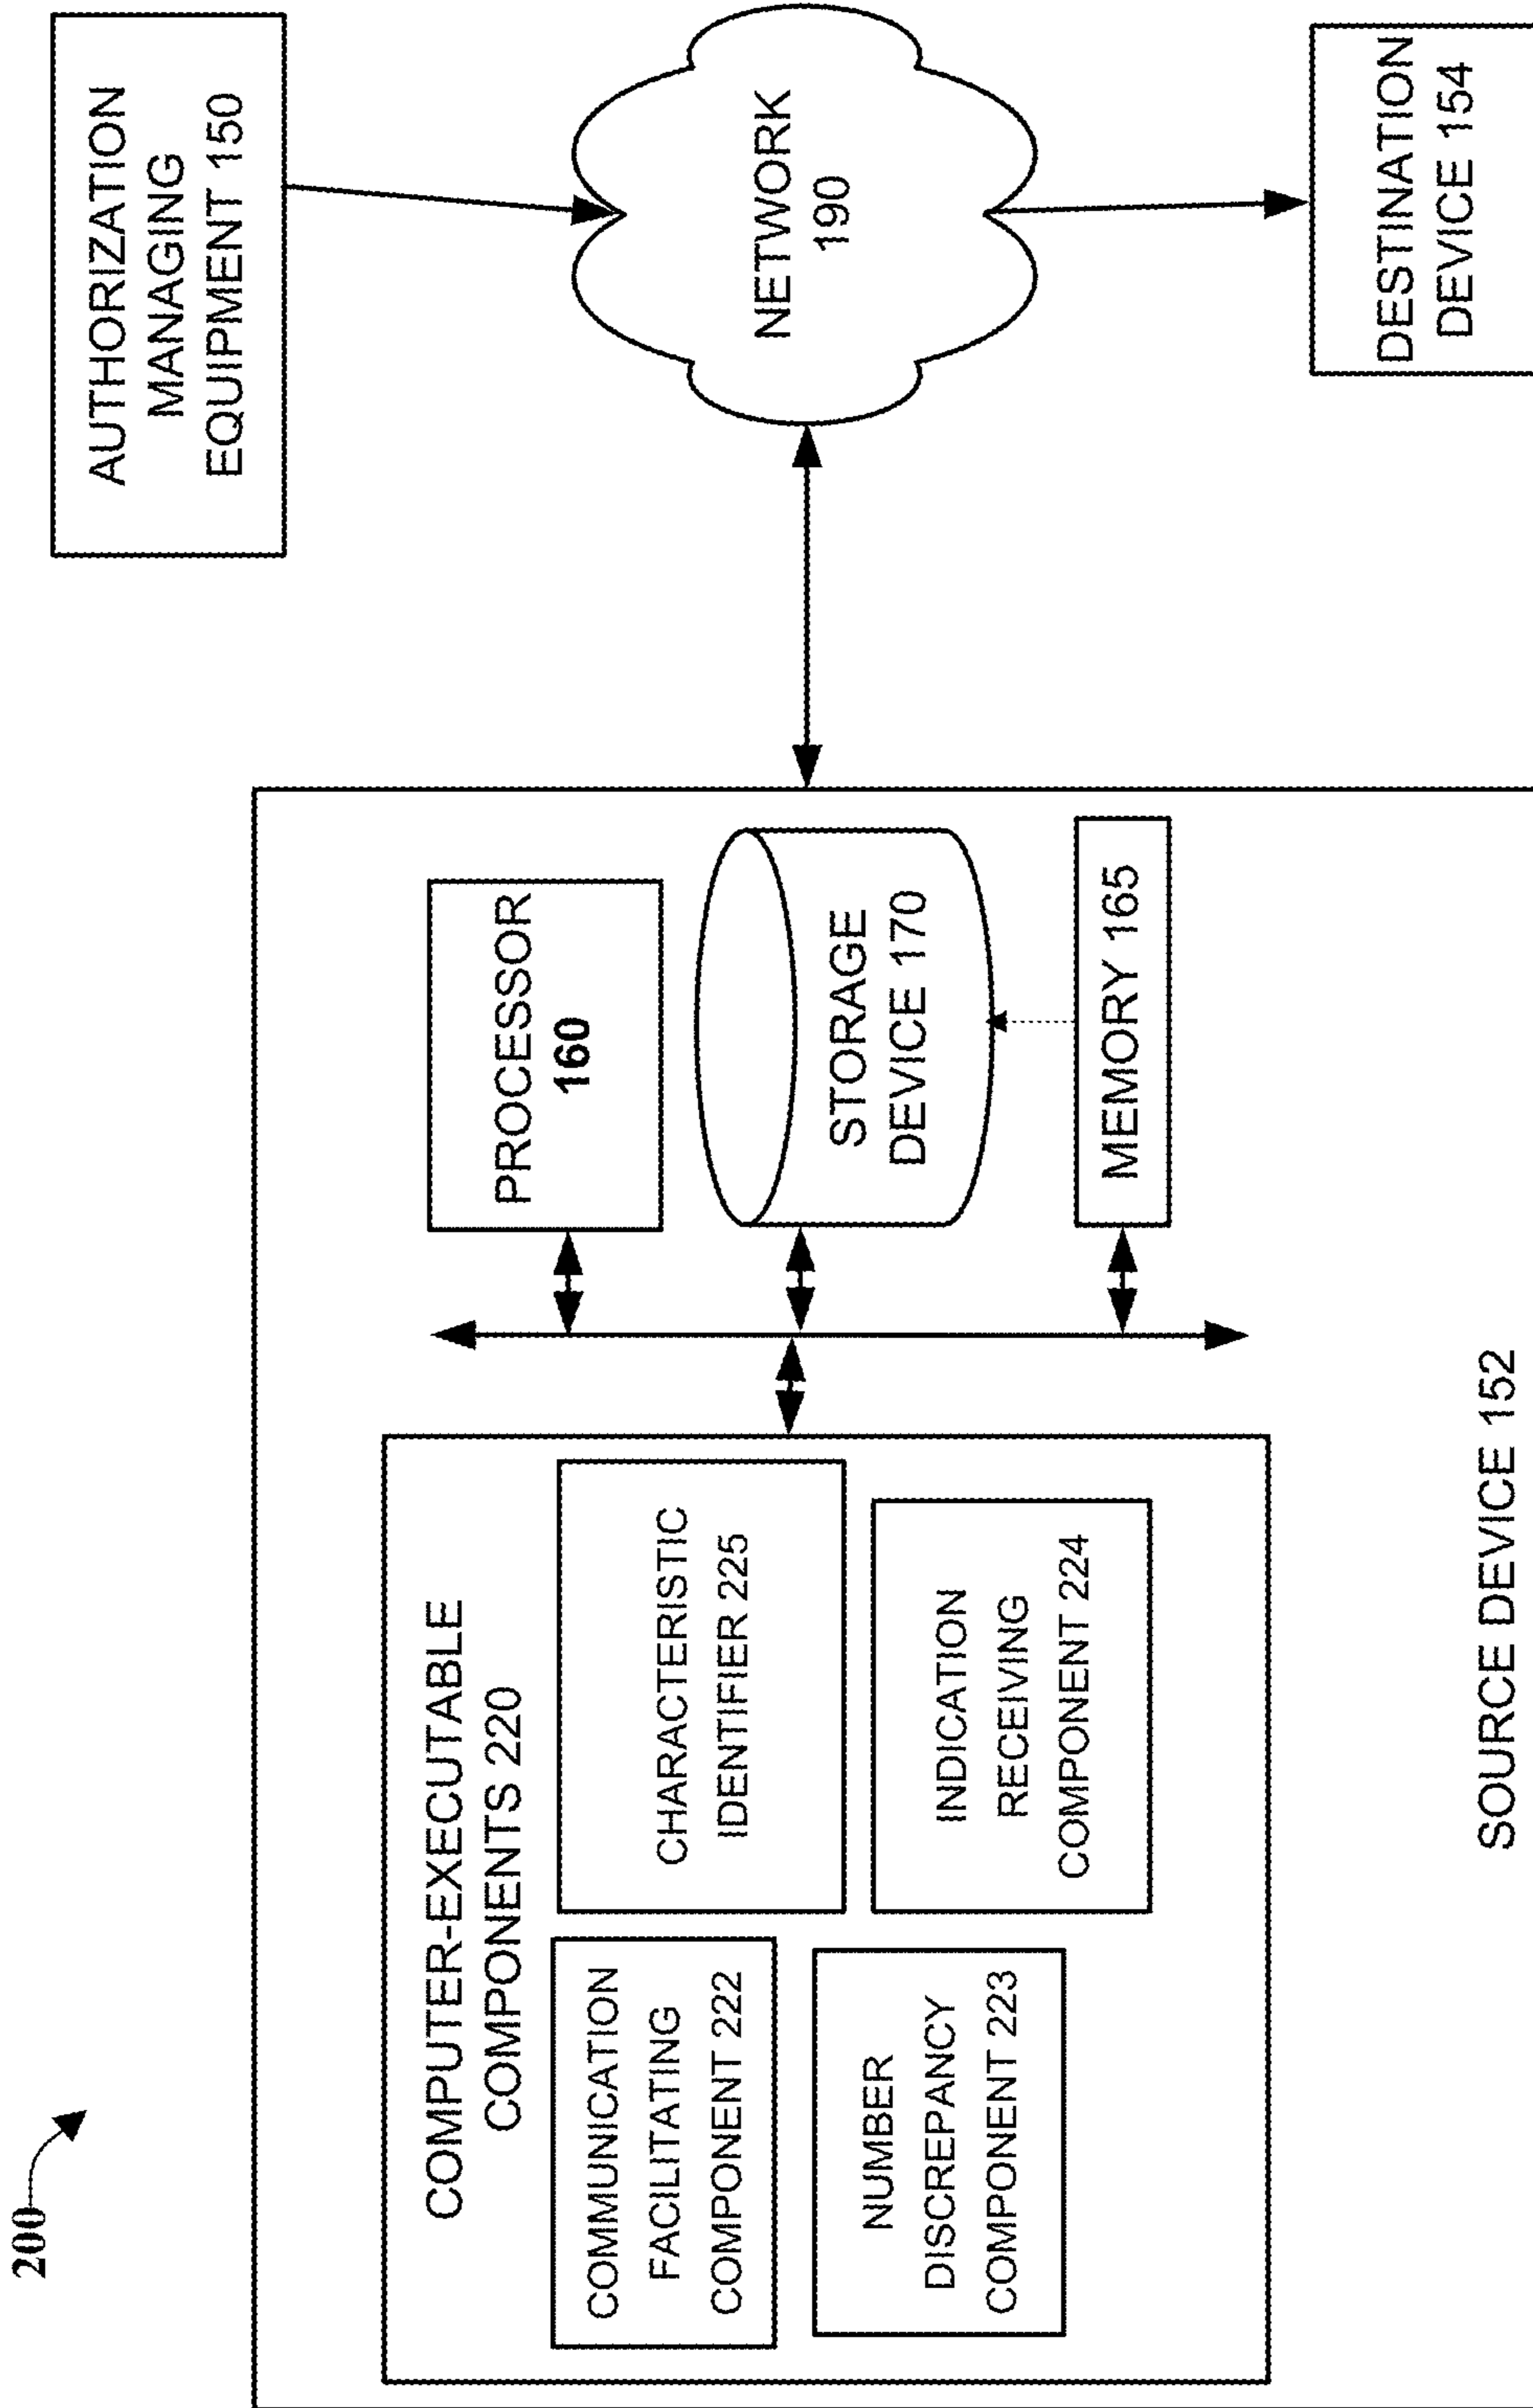 200
COMPUTER-EXECUTABLE
COMPONENTS 220
COMMUNICATION
FACILITATING
COMPONENT 222
CHARACTERISTIC
IDENTIFIER 225
NUMBER
DISCREPANCY
COMPONENT 223
INDICATION
RECEIVING
COMPONENT 224
PROCESSOR
160
STORAGE
DEVICE 170
MEMORY 165
SOURCE DEVICE 152
AUTHORIZATION
MANAGING
EQUIPMENT 150
NETWORK
190
DESTINATION
DEVICE 154